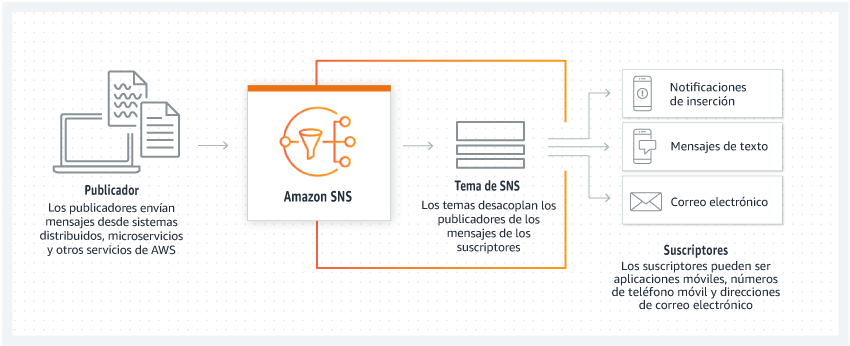 Publicador
Los publicadores envían
mensajes desde sistemas
distribuidos, microservicios
y otros servicios de AWS
Amazon SNS
Tema de SNS
Los temas desacoplan los
publicadores de los
mensajes de los
suscriptores
Notificaciones
de inserción
Mensajes de texto
Correo electrónico
Suscriptores
Los suscriptores pueden ser
aplicaciones móviles, números
de teléfono móvil y direcciones
de correo electrónico